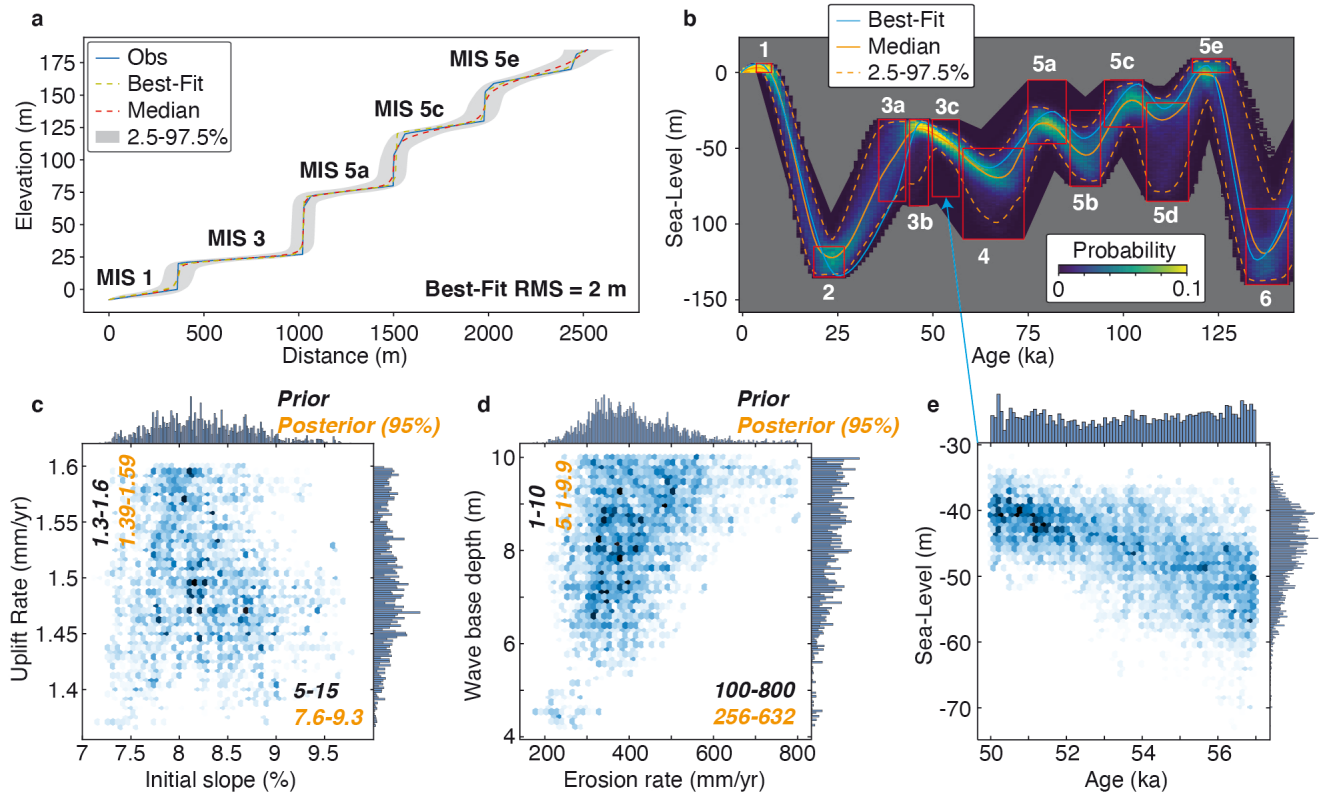 a
Obs
Best-Fit
Median
2.5-97.5%
MIS 1
MIS 3
MIS 5a
MIS 5c
MIS 5e
Best-Fit RMS = 2 m
175
150
125
100
75
50
25
0
Elevation (m)
0
500
1000
1500
2000
2500
Distance (m)
b
Best-Fit
Median
2.5-97.5%
1
2
3a
3b
3c
4
5a
5b
5c
5d
5e
6
Probability
0
0.1
0
-50
100
-150
Sea-Level (m)
0
25
50
75
100
125
Age (ka)
c
Prior
Posterior (95%)
1.3-1.6
1.39-1.59
5-15
7.6-9.3
1.6
1.55
1.5
1.45
1.4
Uplift Rate (mm/yr)
7
7.5
8
8.5
9
9.5
Initial slope (%)
d
Prior
Posterior (95%)
1-10
5.1-9.9
100-800
256-632
10
8
6
4
Wave base depth (m)
200
400
600
800
Erosion rate (mm/yr)
e
-30
-40
-50
-60
-70
Sea-Level (m)
50
52
54
56
Age (ka)